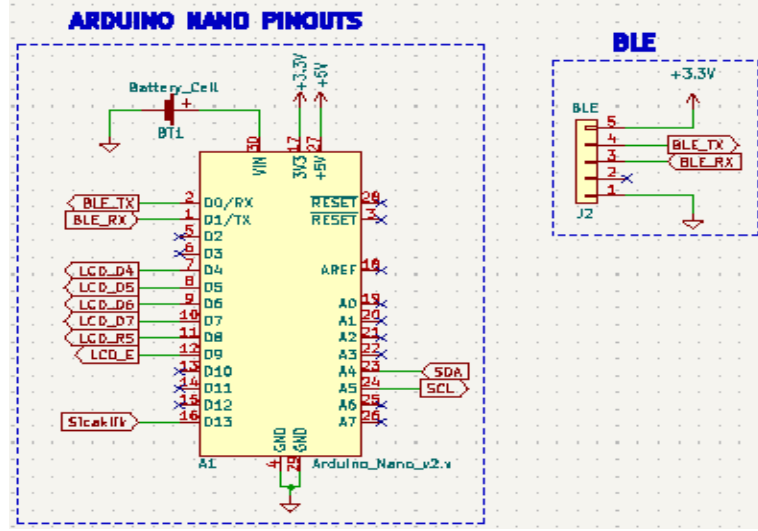 ARDUINO NANO PINOUTS
BLE
Battery_Cell
+
BT1
+3.3V
+5V
30
17
27
VIN
3V3
+5V
BLE_TX 2 D0/RX RESET 28
BLE_RX 1 D1/TX RESET 3
5 D2
6 D3
LCD_D4 7 D4 AREF 18
LCD_D5 8 D5
LCD_D6 9 D6 A0 19
LCD_D7 10 D7 A1 20
LCD_RS 11 D8 A2 21
LCD_E 12 D9 A3 22
13 D10 A4 23 SDA
14 D11 A5 24 SCL
15 D12 A6 25
16 D13 A7 26
GND
GND
A1
4
29
Arduino_Nano_v2.x
+3.3V
BLE
5
4 BLE_TX
3 BLE_RX
2
1
J2